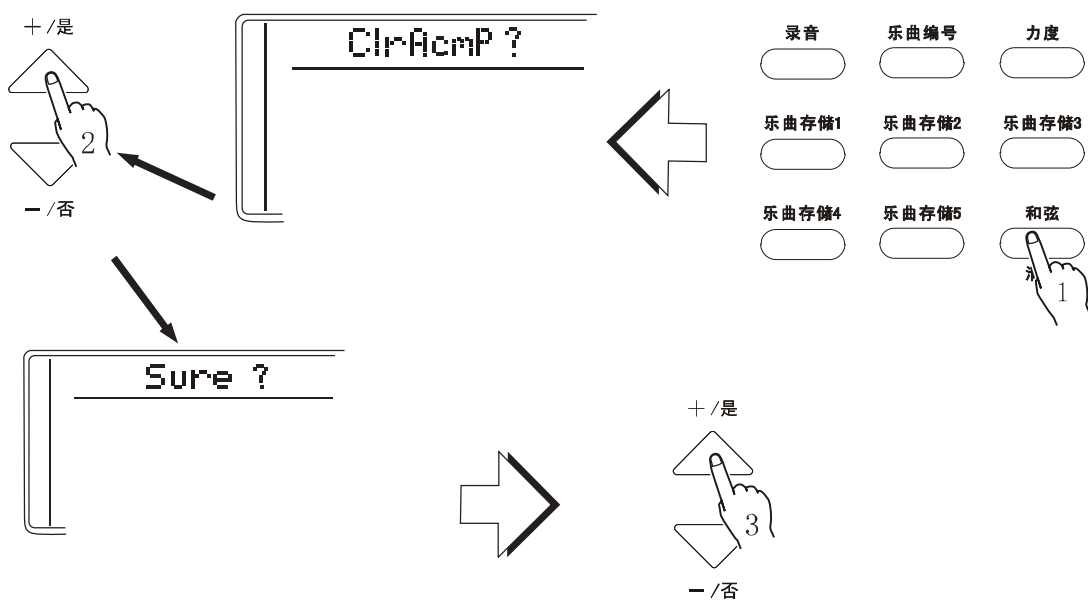 +/是
2
-/否
ClrAcmP ?
录音 乐曲编号 力度
乐曲存储1 乐曲存储2 乐曲存储3
乐曲存储4 乐曲存储5 和弦
1
Sure ?
+/是
3
-/否